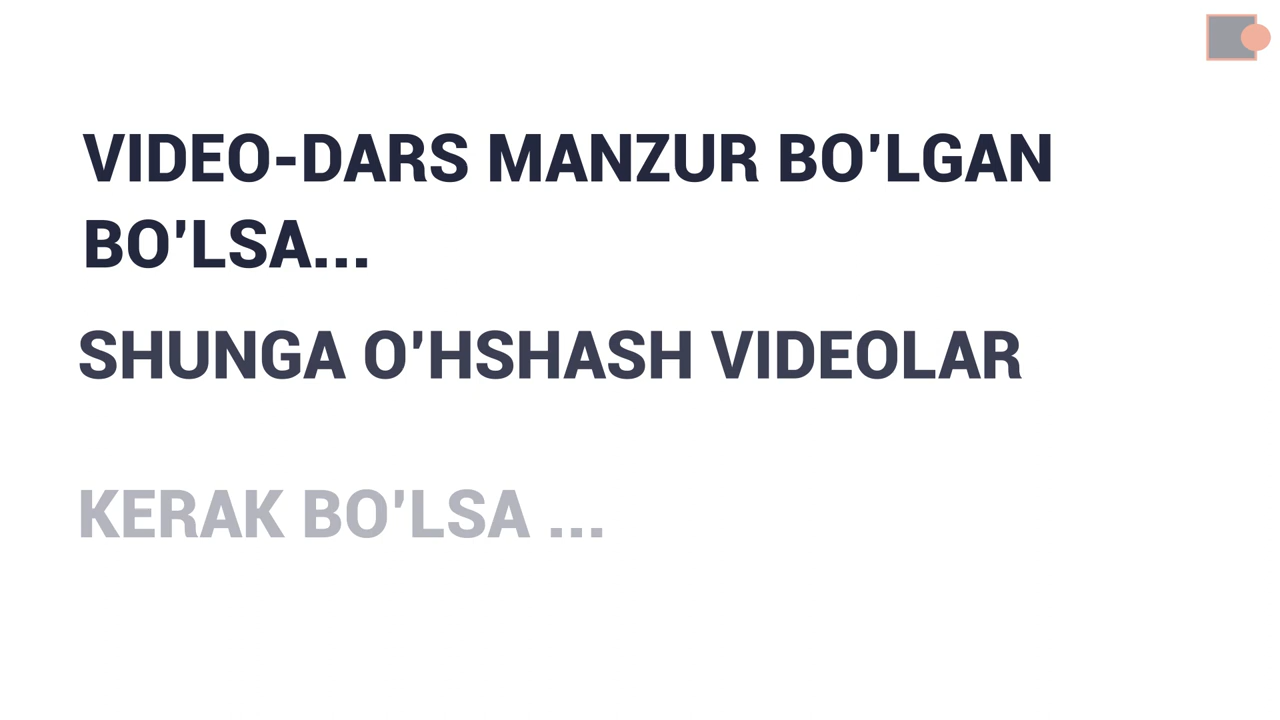 VIDEO-DARS MANZUR BO'LGAN
BO'LSA...
SHUNGA O'HSHASH VIDEOLAR
KERAK BO'LSA ...